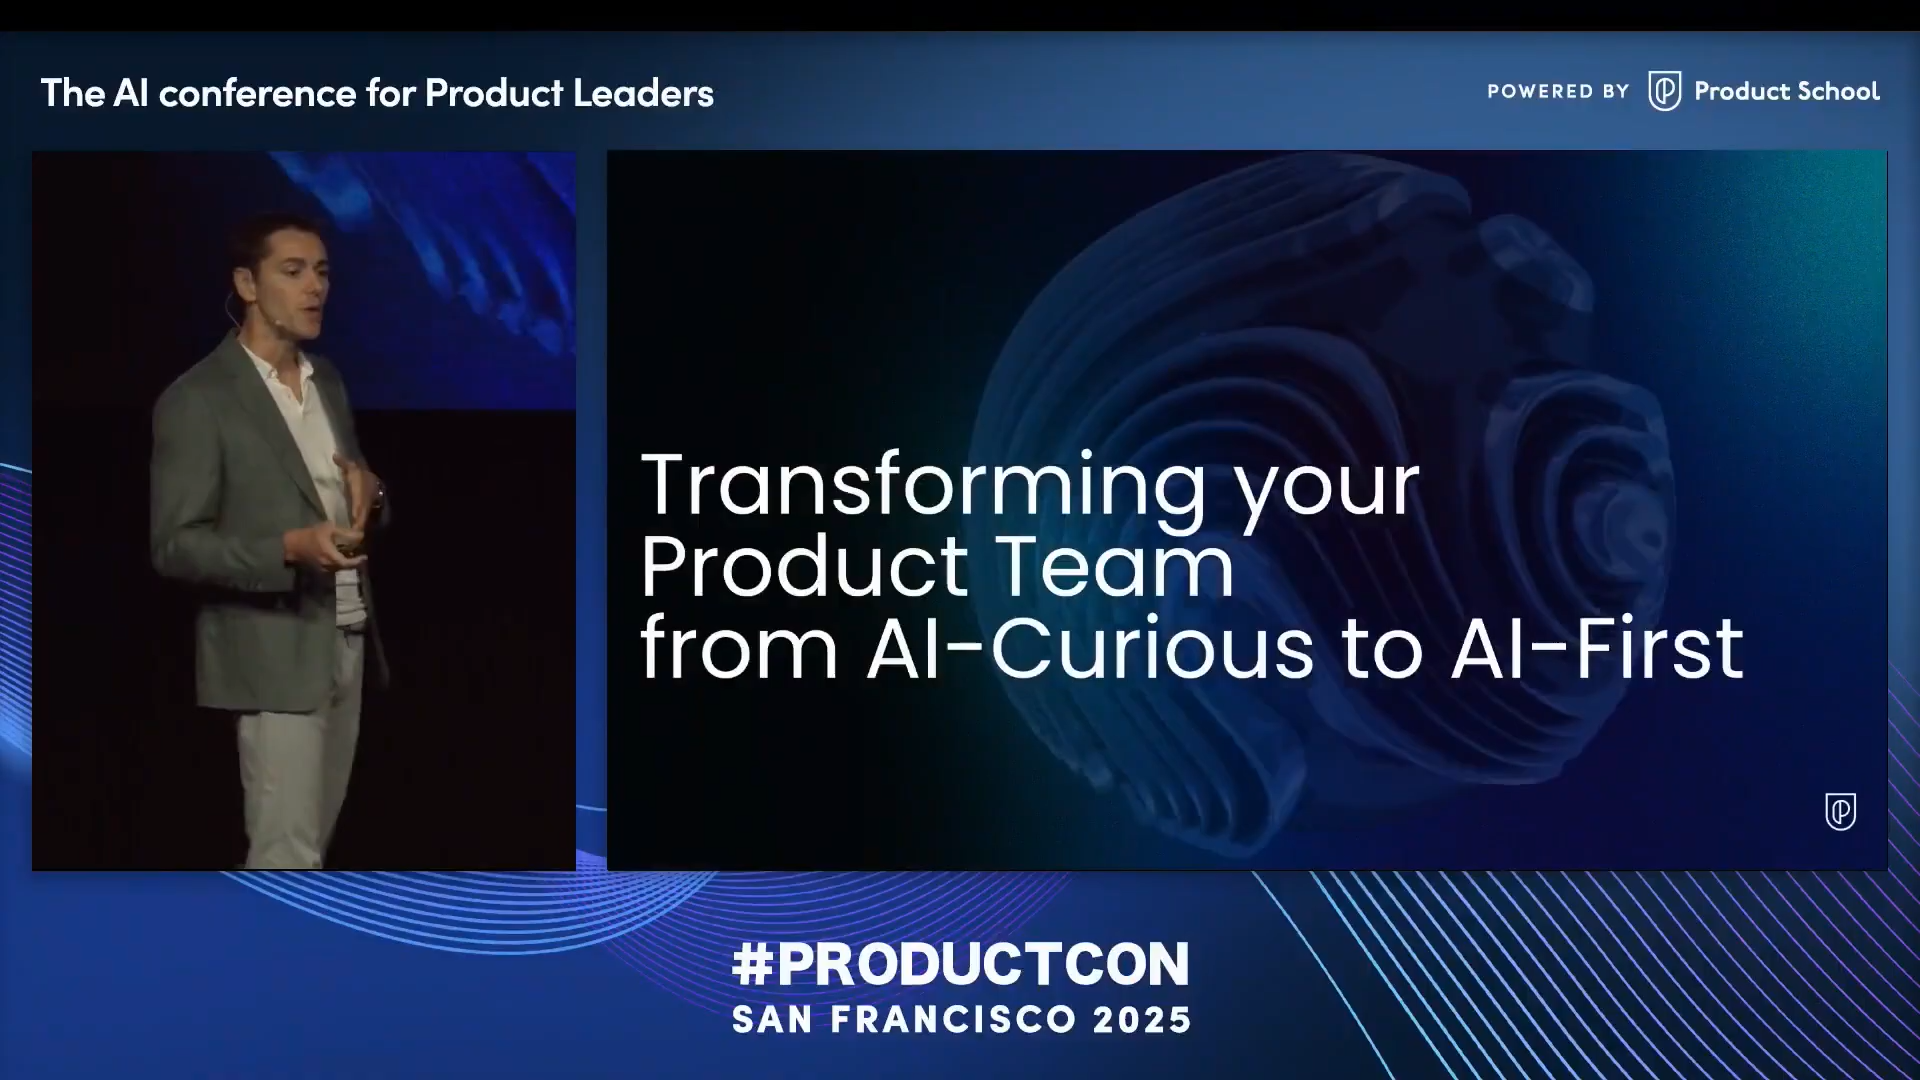 The AI conference for Product Leaders
POWERED BY Product School
Transforming your
Product Team
from AI-Curious to AI-First
#PRODUCTCON
SAN FRANCISCO 2025